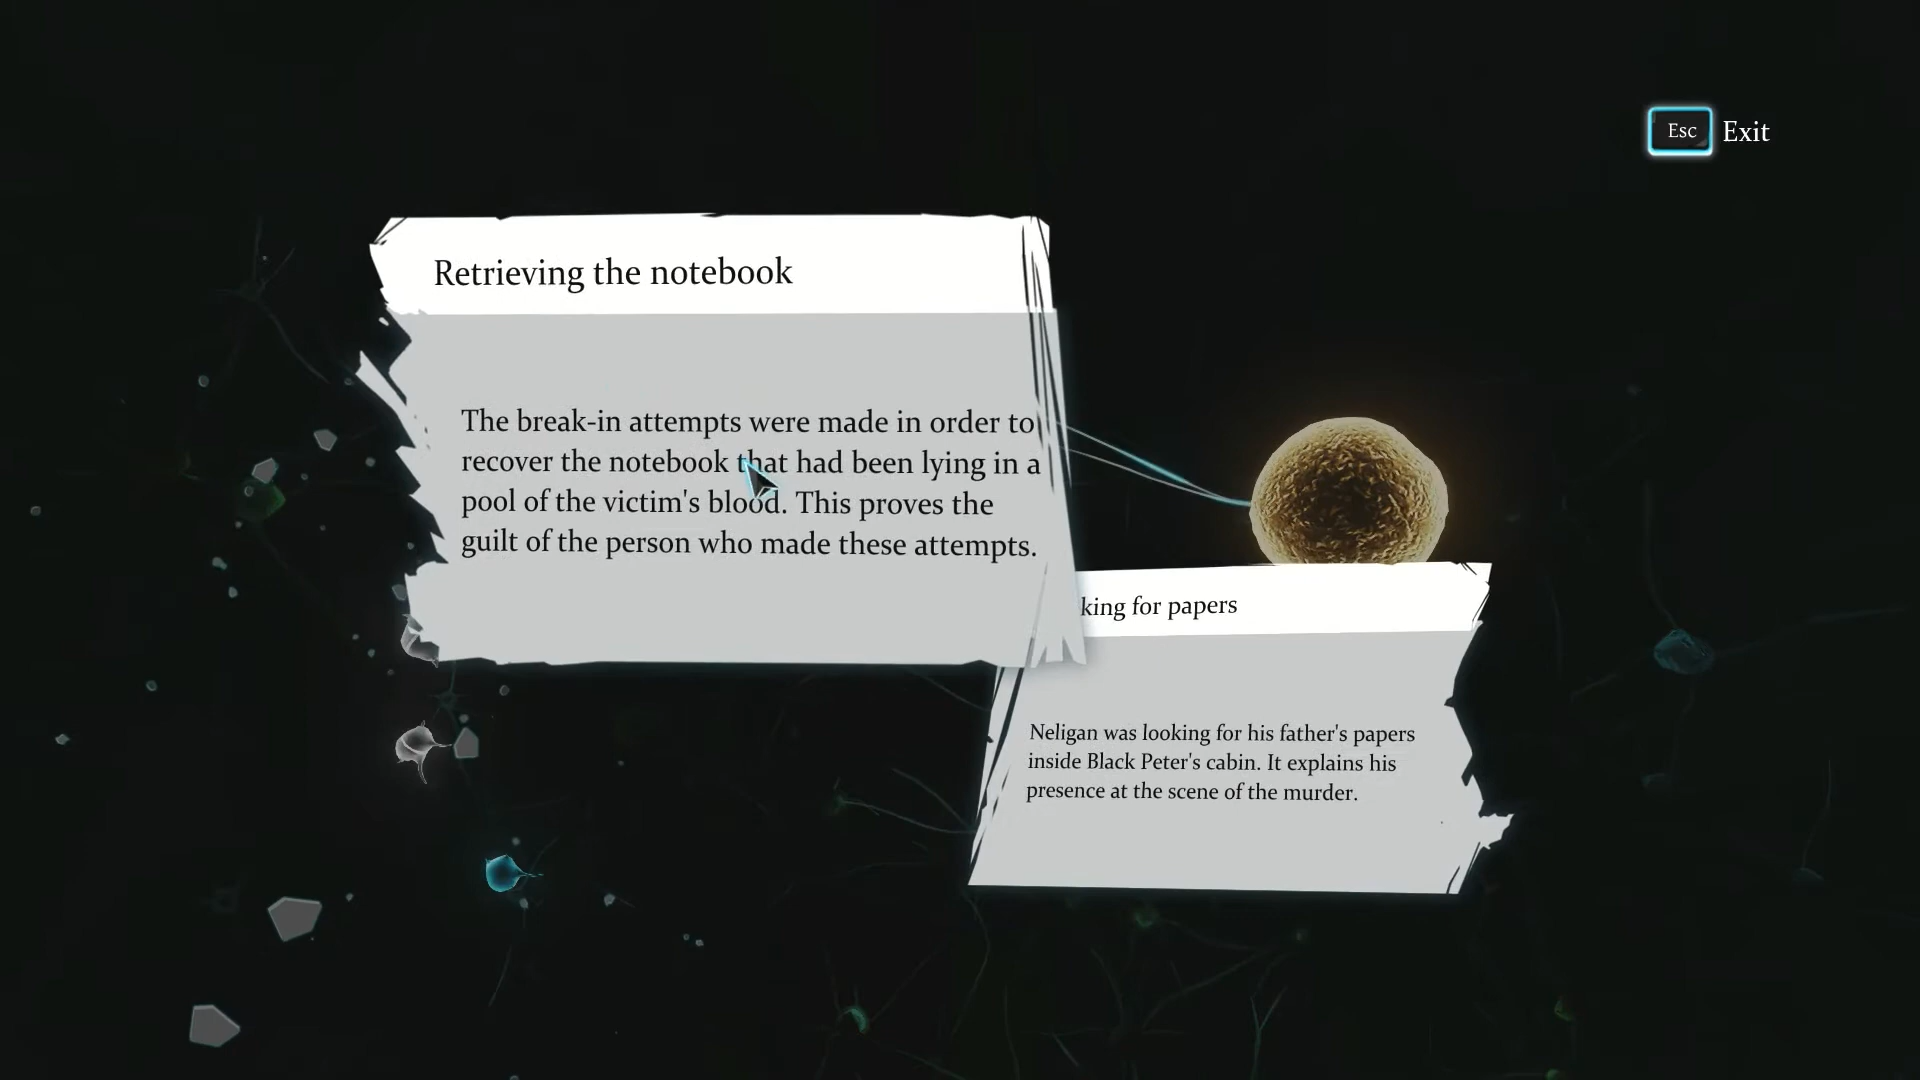 Esc Exit
Retrieving the notebook
The break-in attempts were made in order to
recover the notebook that had been lying in a
pool of the victim's blood. This proves the
guilt of the person who made these attempts.
king for papers
Neligan was looking for his father's papers
inside Black Peter's cabin. It explains his
presence at the scene of the murder.